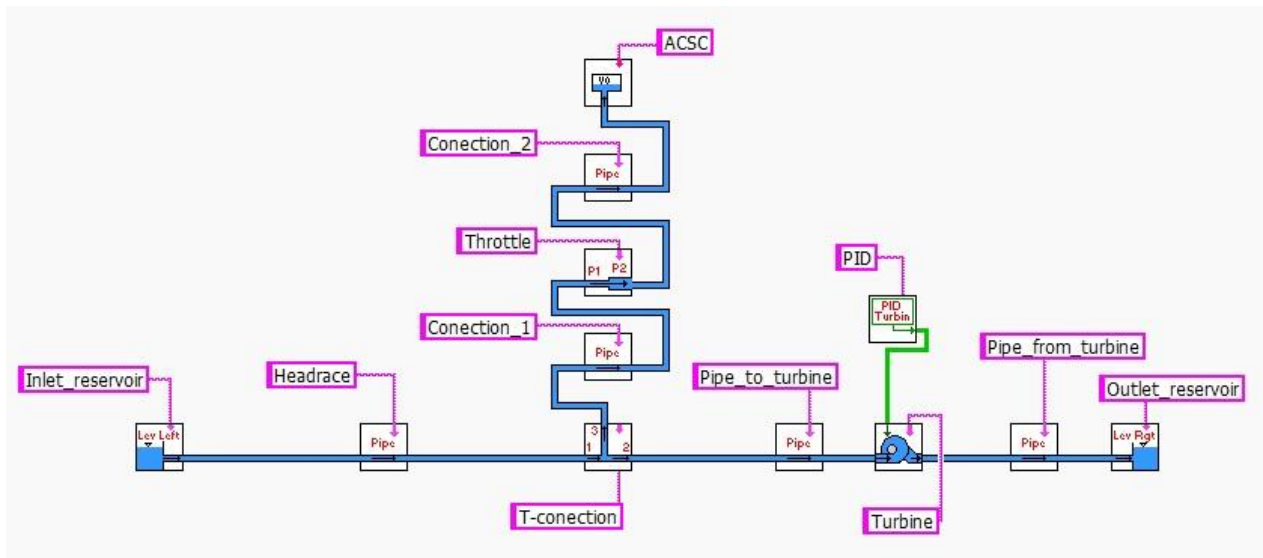 ACSC
Vo
Conection_2
Pipe
Throttle
P1 P2
PID
PID
Turbin
Conection_1
Pipe
Pipe_from_turbine
Inlet_reservoir
Headrace
Pipe_to_turbine
Outlet_reservoir
Lev Left
Pipe
3
1 2
Pipe
Pipe
Lev Rgt
T-conection
Turbine